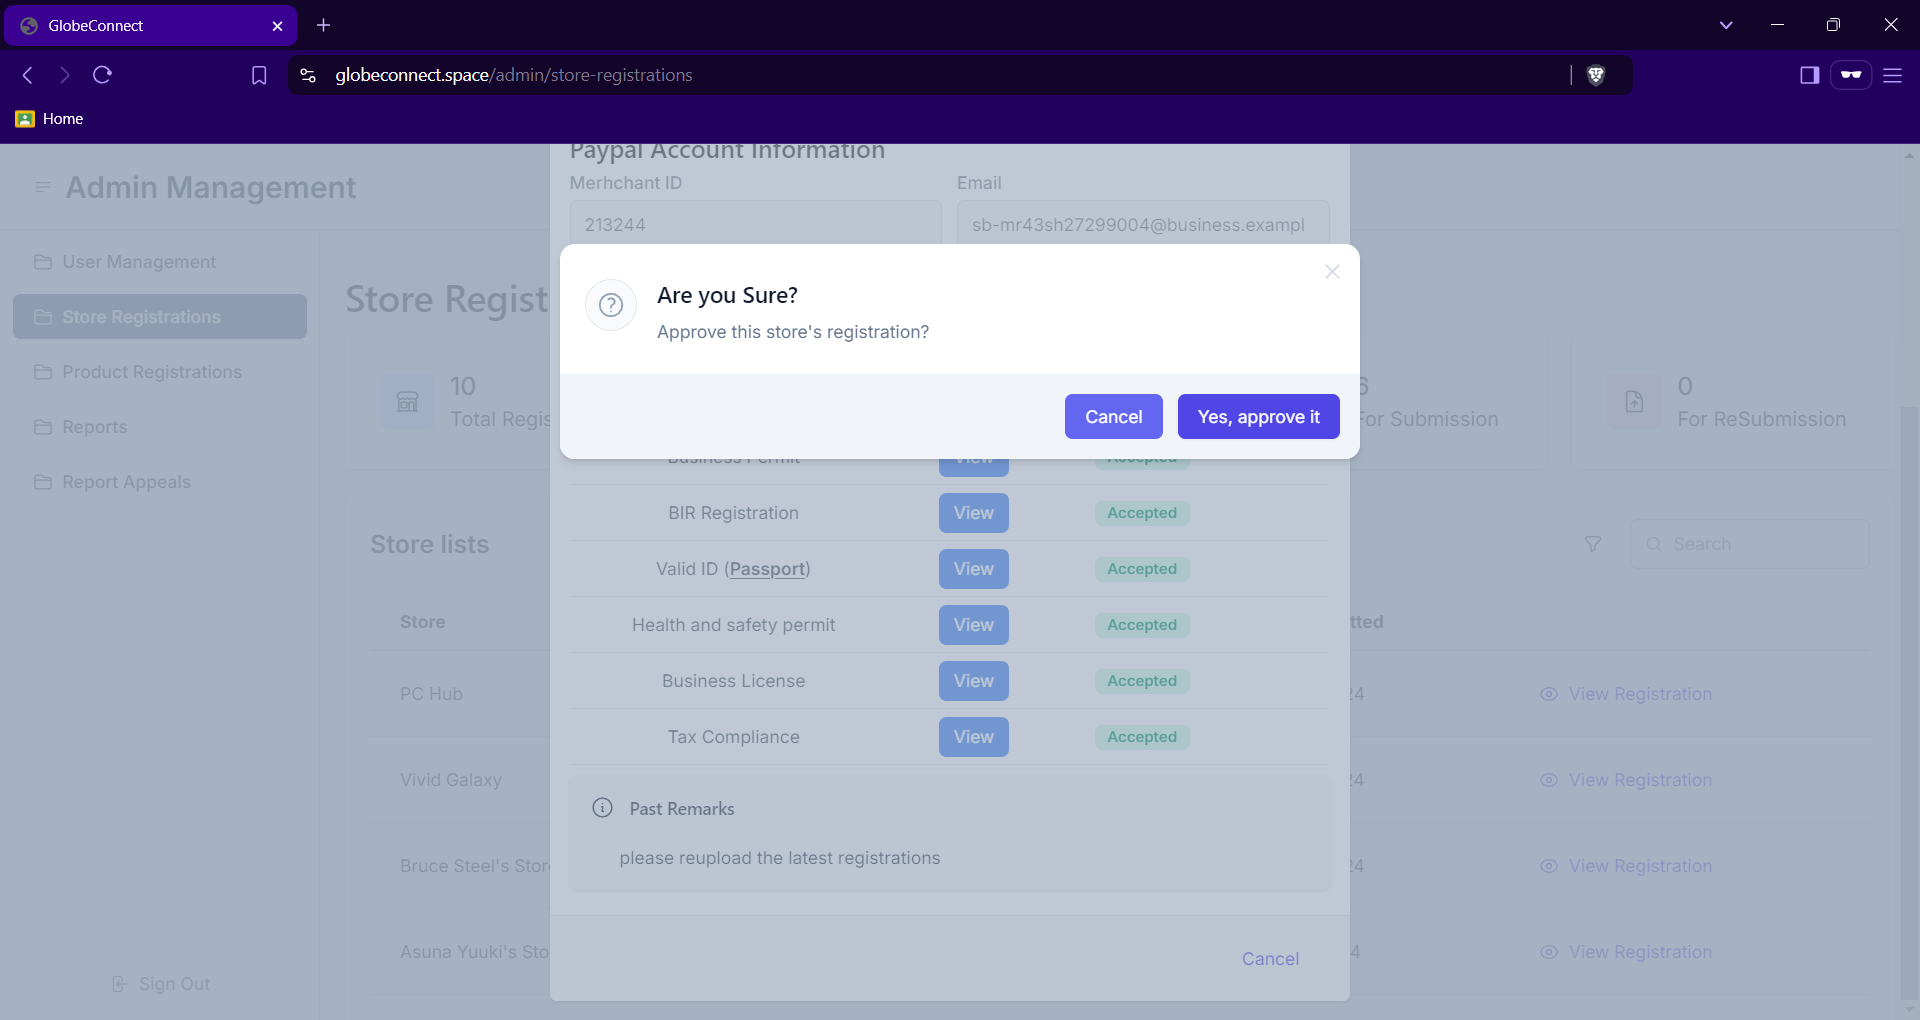 GlobeConnect
globeconnect.space/admin/store-registrations
Home
Admin Management
User Management
Store Registrations
Product Registrations
Reports
Report Appeals
Sign Out
Store Regist
10
Total Regis
For Submission
0
For ReSubmission
Store lists
Search
Store
tted
PC Hub
24
View Registration
Vivid Galaxy
24
View Registration
Bruce Steel's Stor
24
View Registration
Asuna Yuuki's Sto
4
View Registration
Paypal Account Information
Merhchant ID
Email
213244
sb-mr43sh27299004@business.exampl
Are you Sure?
Approve this store's registration?
Cancel
Yes, approve it
Business Permit
View
Accepted
BIR Registration
View
Accepted
Valid ID (Passport)
View
Accepted
Health and safety permit
View
Accepted
Business License
View
Accepted
Tax Compliance
View
Accepted
Past Remarks
please reupload the latest registrations
Cancel